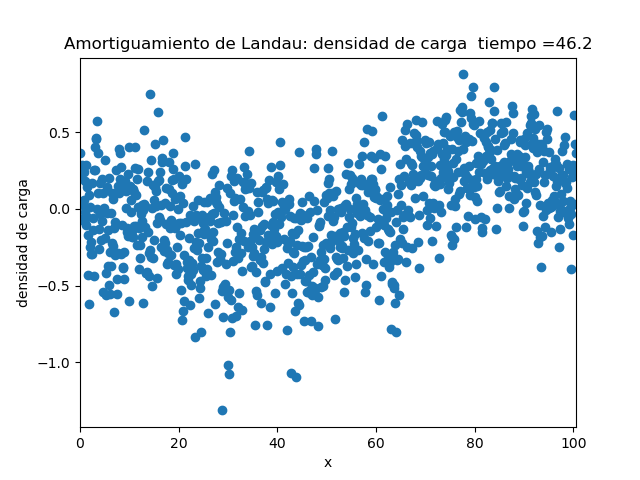 Amortiguamiento de Landau: densidad de carga  tiempo =46.2
densidad de carga
0.5
0.0
−0.5
−1.0
0 20 40 60 80 100
x